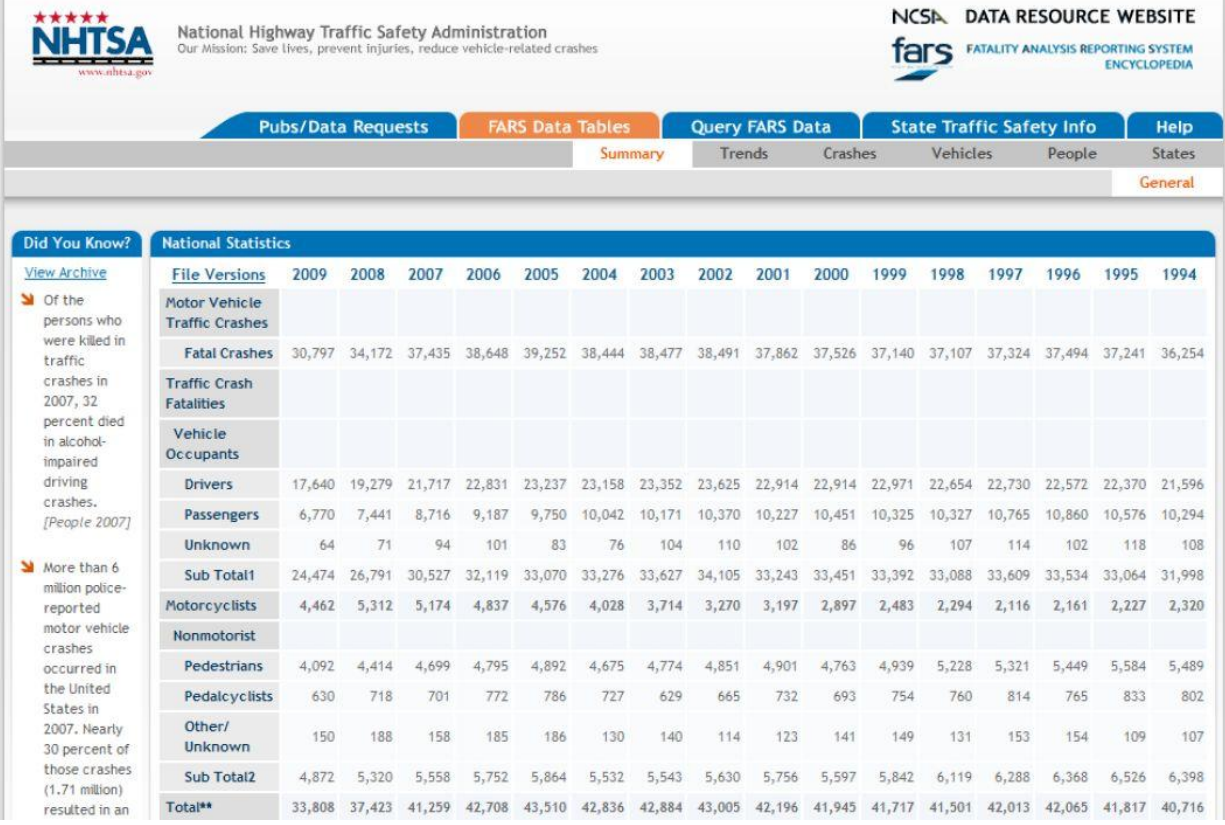 NHTSA
www.nhtsa.gov
National Highway Traffic Safety Administration
Our Mission: Save lives, prevent injuries, reduce vehicle-related crashes
NCSA DATA RESOURCE WEBSITE
fars FATALITY ANALYSIS REPORTING SYSTEM
ENCYCLOPEDIA
Pubs/Data Requests FARS Data Tables Query FARS Data State Traffic Safety Info Help
Summary Trends Crashes Vehicles People States
General
Did You Know?
View Archive
Of the
persons who
were killed in
traffic
crashes in
2007, 32
percent died
in alcohol-
impaired
driving
crashes.
[People 2007]
More than 6
million police-
reported
motor vehicle
crashes
occurred in
the United
States in
2007. Nearly
30 percent of
those crashes
(1.71 million)
resulted in an
National Statistics
File Versions 2009 2008 2007 2006 2005 2004 2003 2002 2001 2000 1999 1998 1997 1996 1995 1994
Motor Vehicle
Traffic Crashes
Fatal Crashes 30,797 34,172 37,435 38,648 39,252 38,444 38,477 38,491 37,862 37,526 37,140 37,107 37,324 37,494 37,241 36,254
Traffic Crash
Fatalities
Vehicle
Occupants
Drivers 17,640 19,279 21,717 22,831 23,237 23,158 23,352 23,625 22,914 22,914 22,971 22,654 22,730 22,572 22,370 21,596
Passengers 6,770 7,441 8,716 9,187 9,750 10,042 10,171 10,370 10,227 10,451 10,325 10,327 10,765 10,860 10,576 10,294
Unknown 64 71 94 101 83 76 104 110 102 86 96 107 114 102 118 108
Sub Total1 24,474 26,791 30,527 32,119 33,070 33,276 33,627 34,105 33,243 33,451 33,392 33,088 33,609 33,534 33,064 31,998
Motorcyclists 4,462 5,312 5,174 4,837 4,576 4,028 3,714 3,270 3,197 2,897 2,483 2,294 2,116 2,161 2,227 2,320
Nonmotorist
Pedestrians 4,092 4,414 4,699 4,795 4,892 4,675 4,774 4,851 4,901 4,763 4,939 5,228 5,321 5,449 5,584 5,489
Pedalcyclists 630 718 701 772 786 727 629 665 732 693 754 760 814 765 833 802
Other/
Unknown 150 188 158 185 186 130 140 114 123 141 149 131 153 154 109 107
Sub Total2 4,872 5,320 5,558 5,752 5,864 5,532 5,543 5,630 5,756 5,597 5,842 6,119 6,288 6,368 6,526 6,398
Total** 33,808 37,423 41,259 42,708 43,510 42,836 42,884 43,005 42,196 41,945 41,717 41,501 42,013 42,065 41,817 40,716